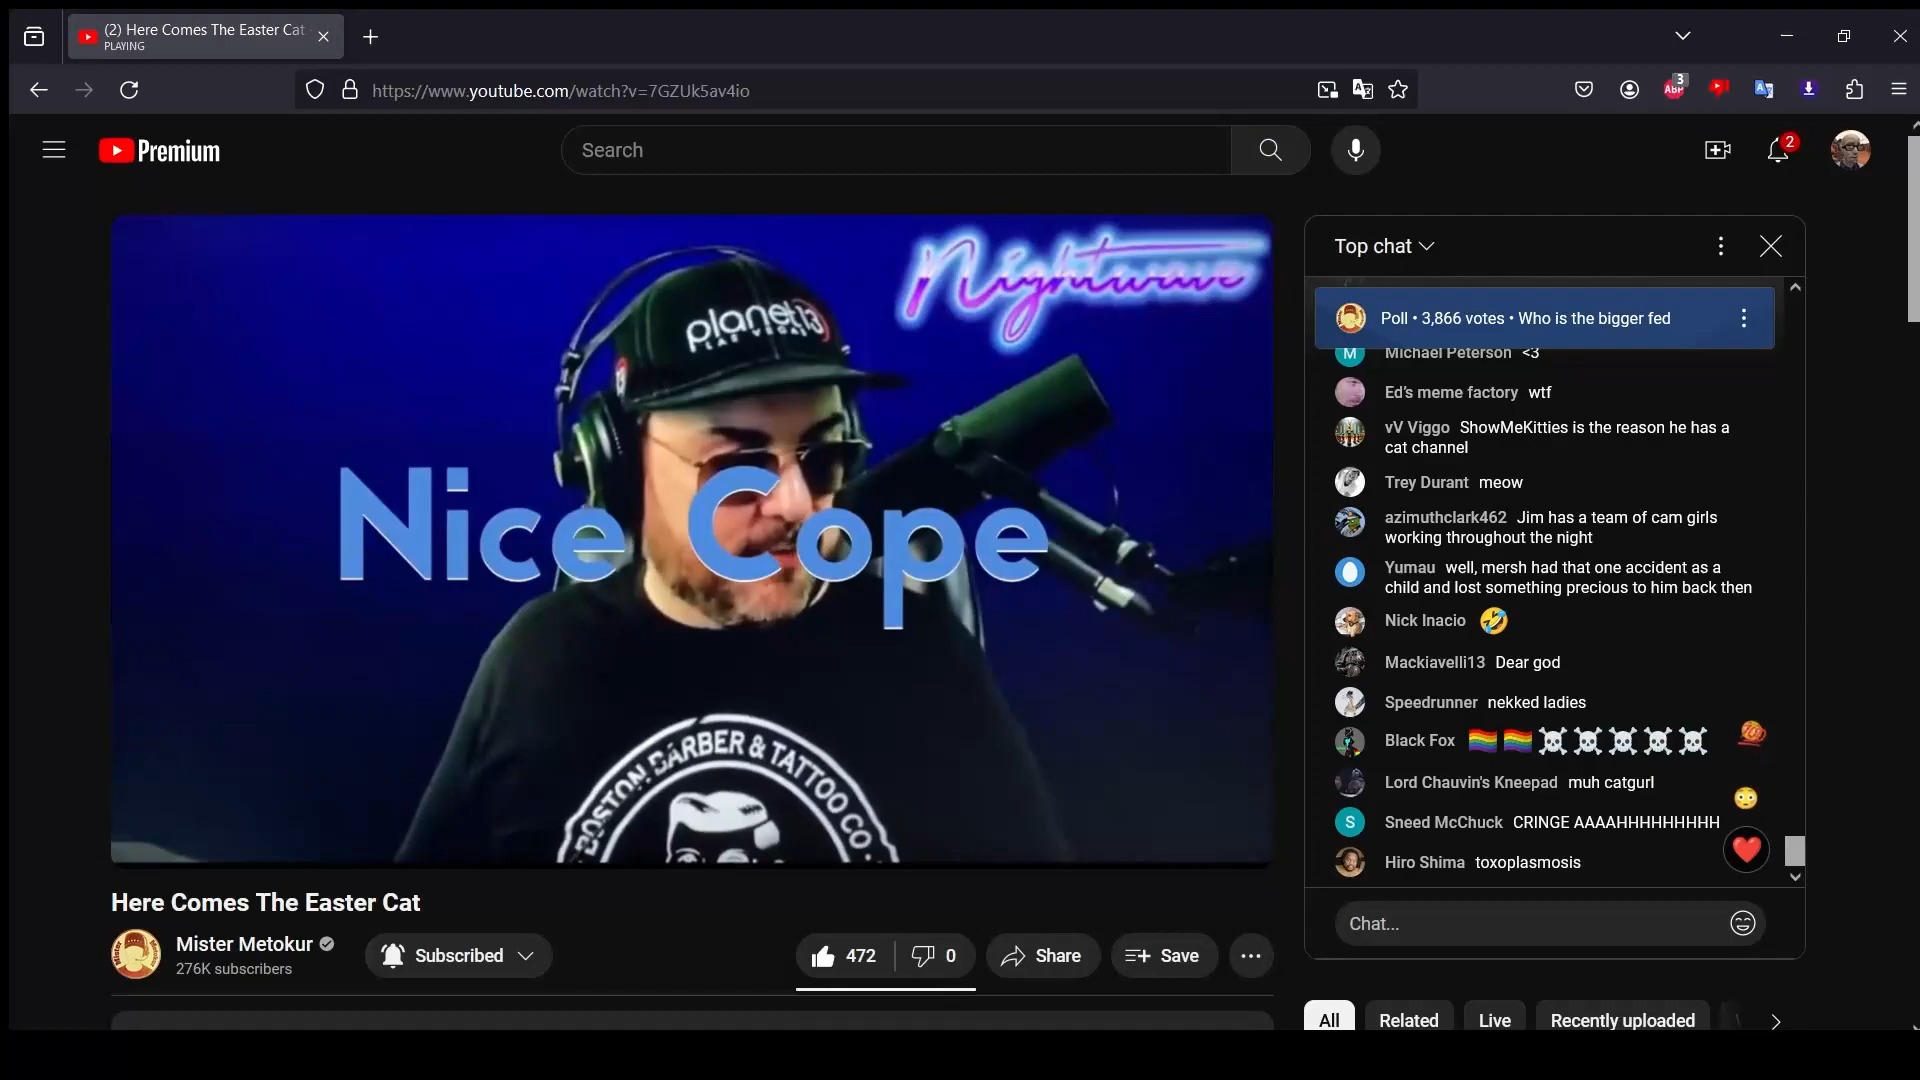 (2) Here Comes The Easter Cat
PLAYING
https://www.youtube.com/watch?v=7GZUk5av4io
3
ABP
Premium
Search
2
Nightwave
planet13
LAS VEGAS
Nice Cope
BOSTON BARBER & TATTOO CO.
Top chat
Poll • 3,866 votes • Who is the bigger fed
M Michael Peterson <3
Ed's meme factory wtf
vV Viggo ShowMeKitties is the reason he has a
cat channel
Trey Durant meow
azimuthclark462 Jim has a team of cam girls
working throughout the night
Yumau well, mersh had that one accident as a
child and lost something precious to him back then
Nick Inacio 🤣
Mackiavelli13 Dear god
Speedrunner nekked ladies
Black Fox 🏳️‍🌈🏳️‍🌈☠️☠️☠️☠️☠️
Lord Chauvin's Kneepad muh catgurl
S Sneed McChuck CRINGE AAAAHHHHHHHHH
Hiro Shima toxoplasmosis
Chat...
Here Comes The Easter Cat
Mister Metokur
276K subscribers
Subscribed
472
0
Share
Save
All
Related
Live
Recently uploaded